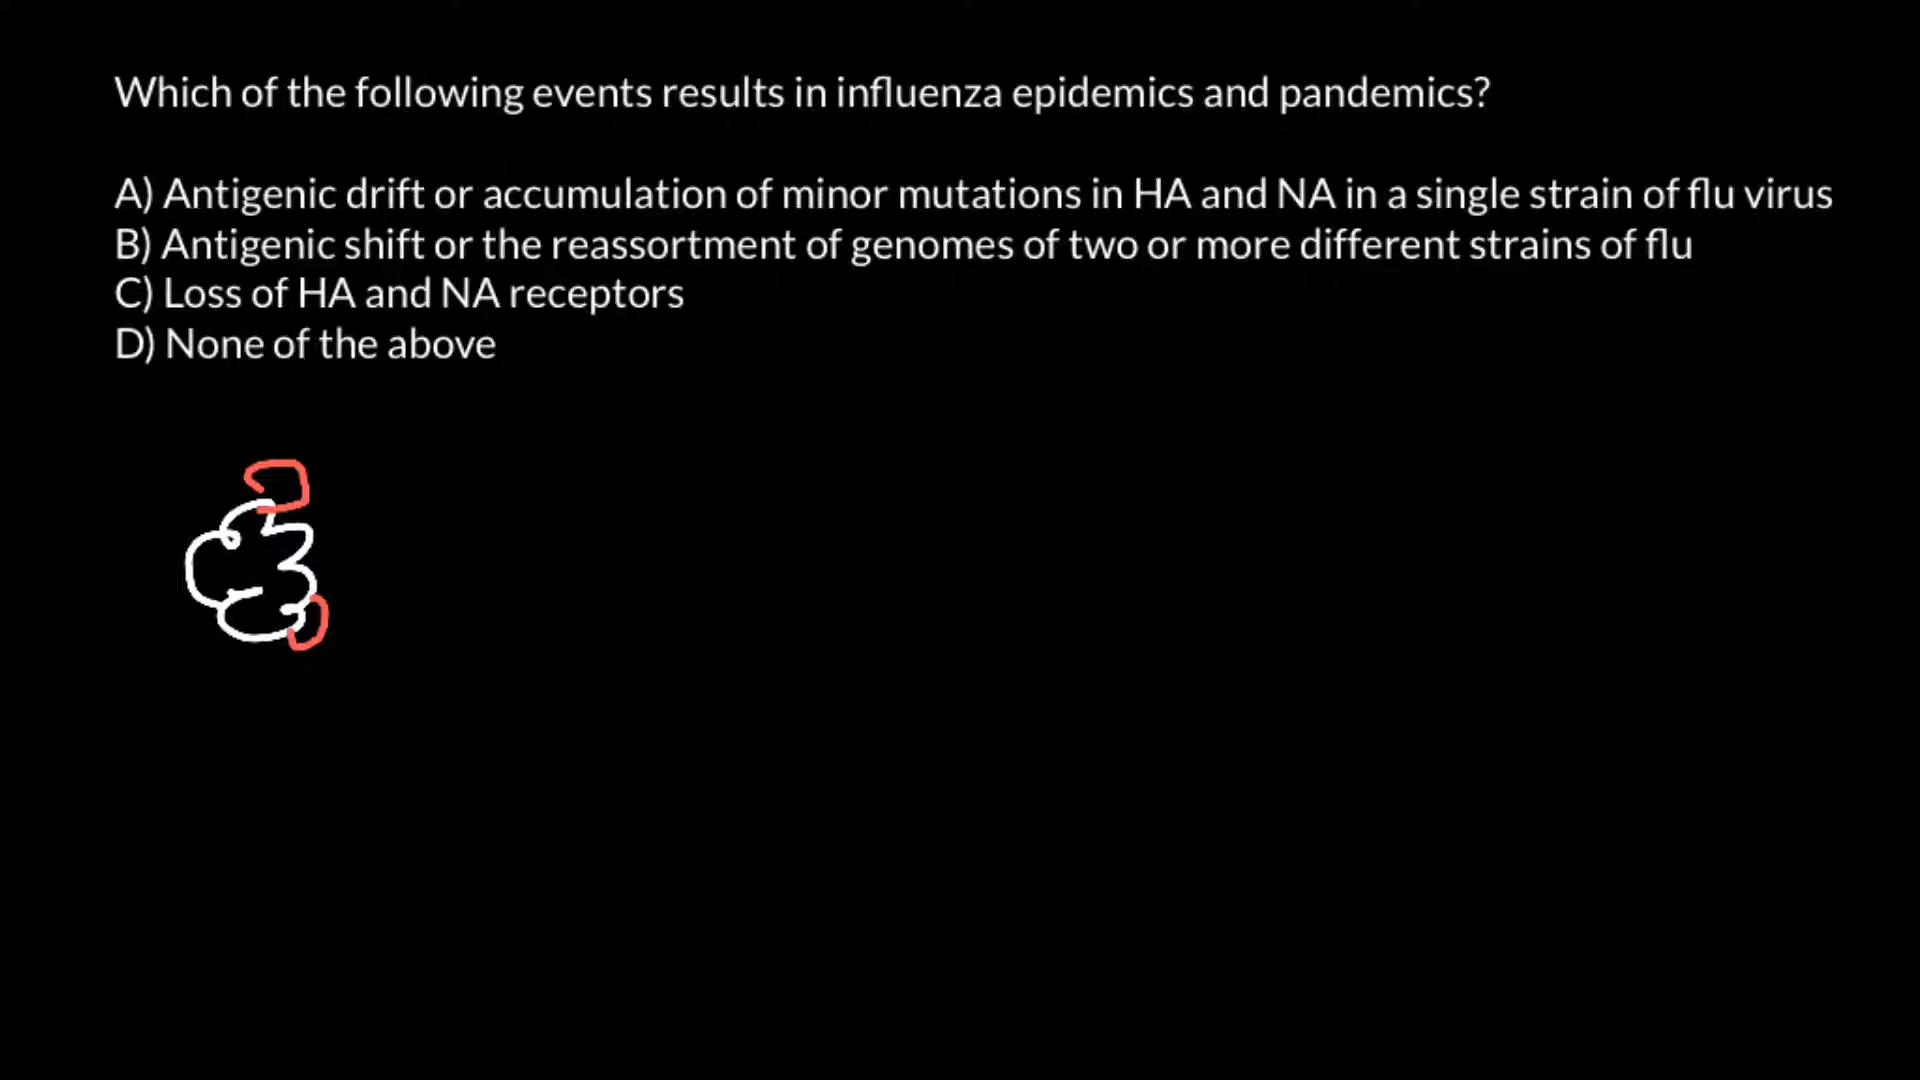 Which of the following events results in influenza epidemics and pandemics?
A) Antigenic drift or accumulation of minor mutations in HA and NA in a single strain of flu virus
B) Antigenic shift or the reassortment of genomes of two or more different strains of flu
C) Loss of HA and NA receptors
D) None of the above